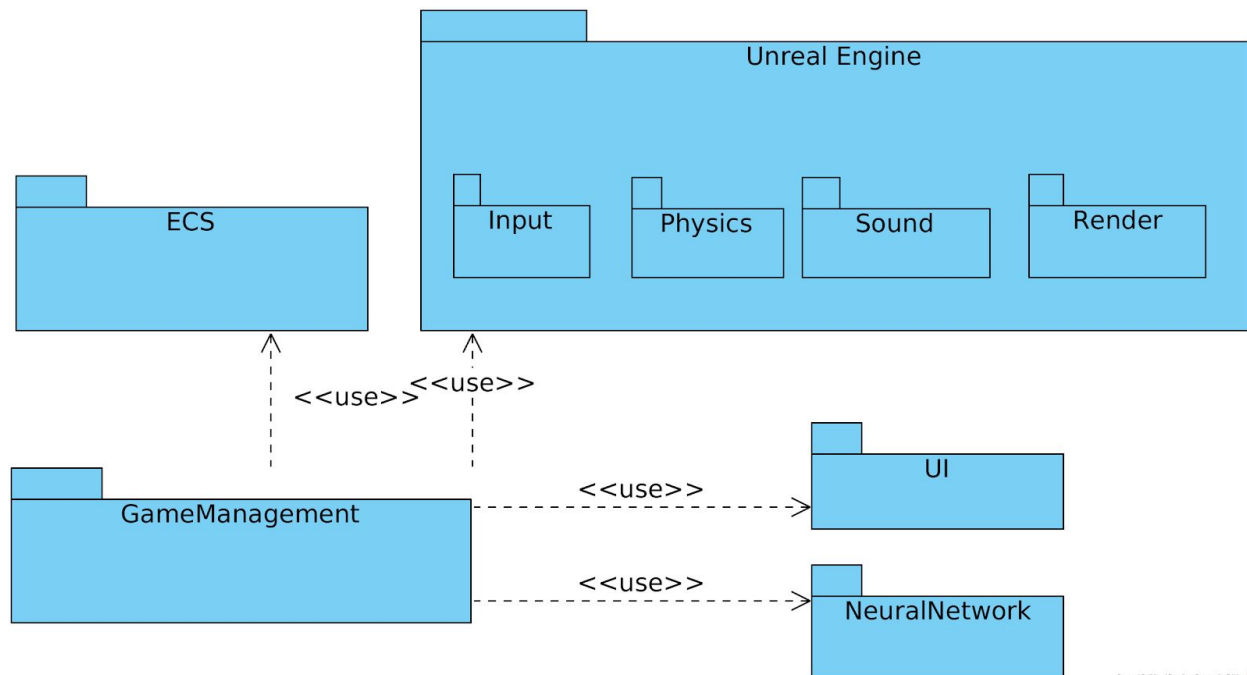 Unreal Engine
ECS
Input
Physics
Sound
Render
<<use>>
<<use>>
UI
<<use>>
GameManagement
<<use>>
NeuralNetwork